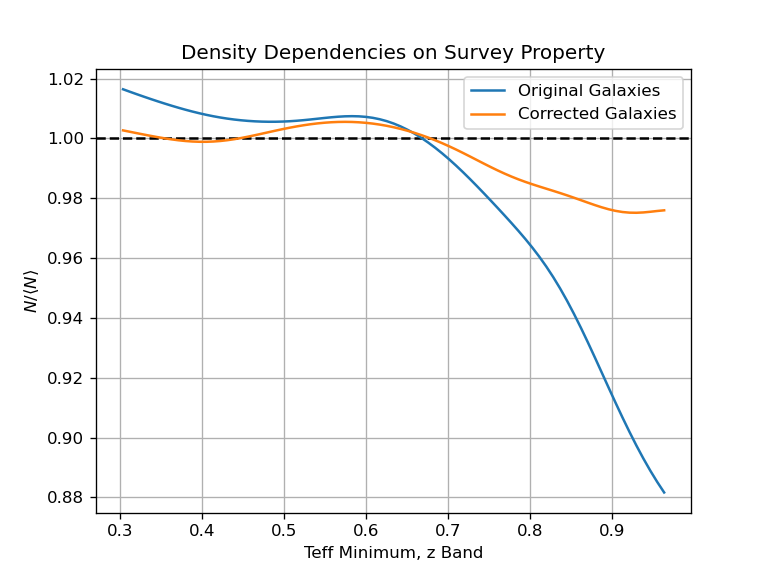 Density Dependencies on Survey Property
Original Galaxies
Corrected Galaxies
1.02
1.00
0.98
0.96
0.94
0.92
0.90
0.88
N/⟨N⟩
0.3 0.4 0.5 0.6 0.7 0.8 0.9
Teff Minimum, z Band